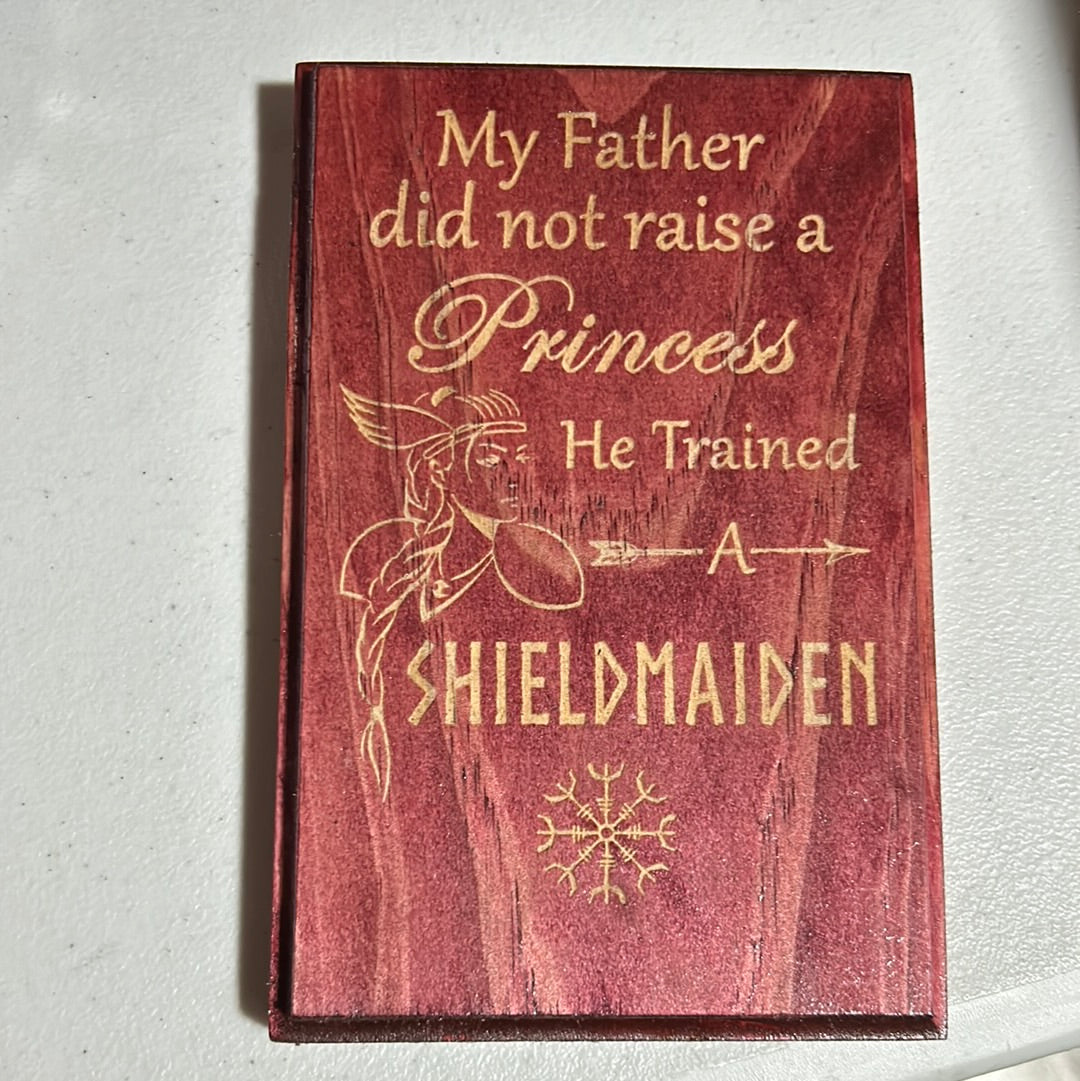 My Father
did not raise a
Princess
He Trained
A
SHIELDMAIDEN